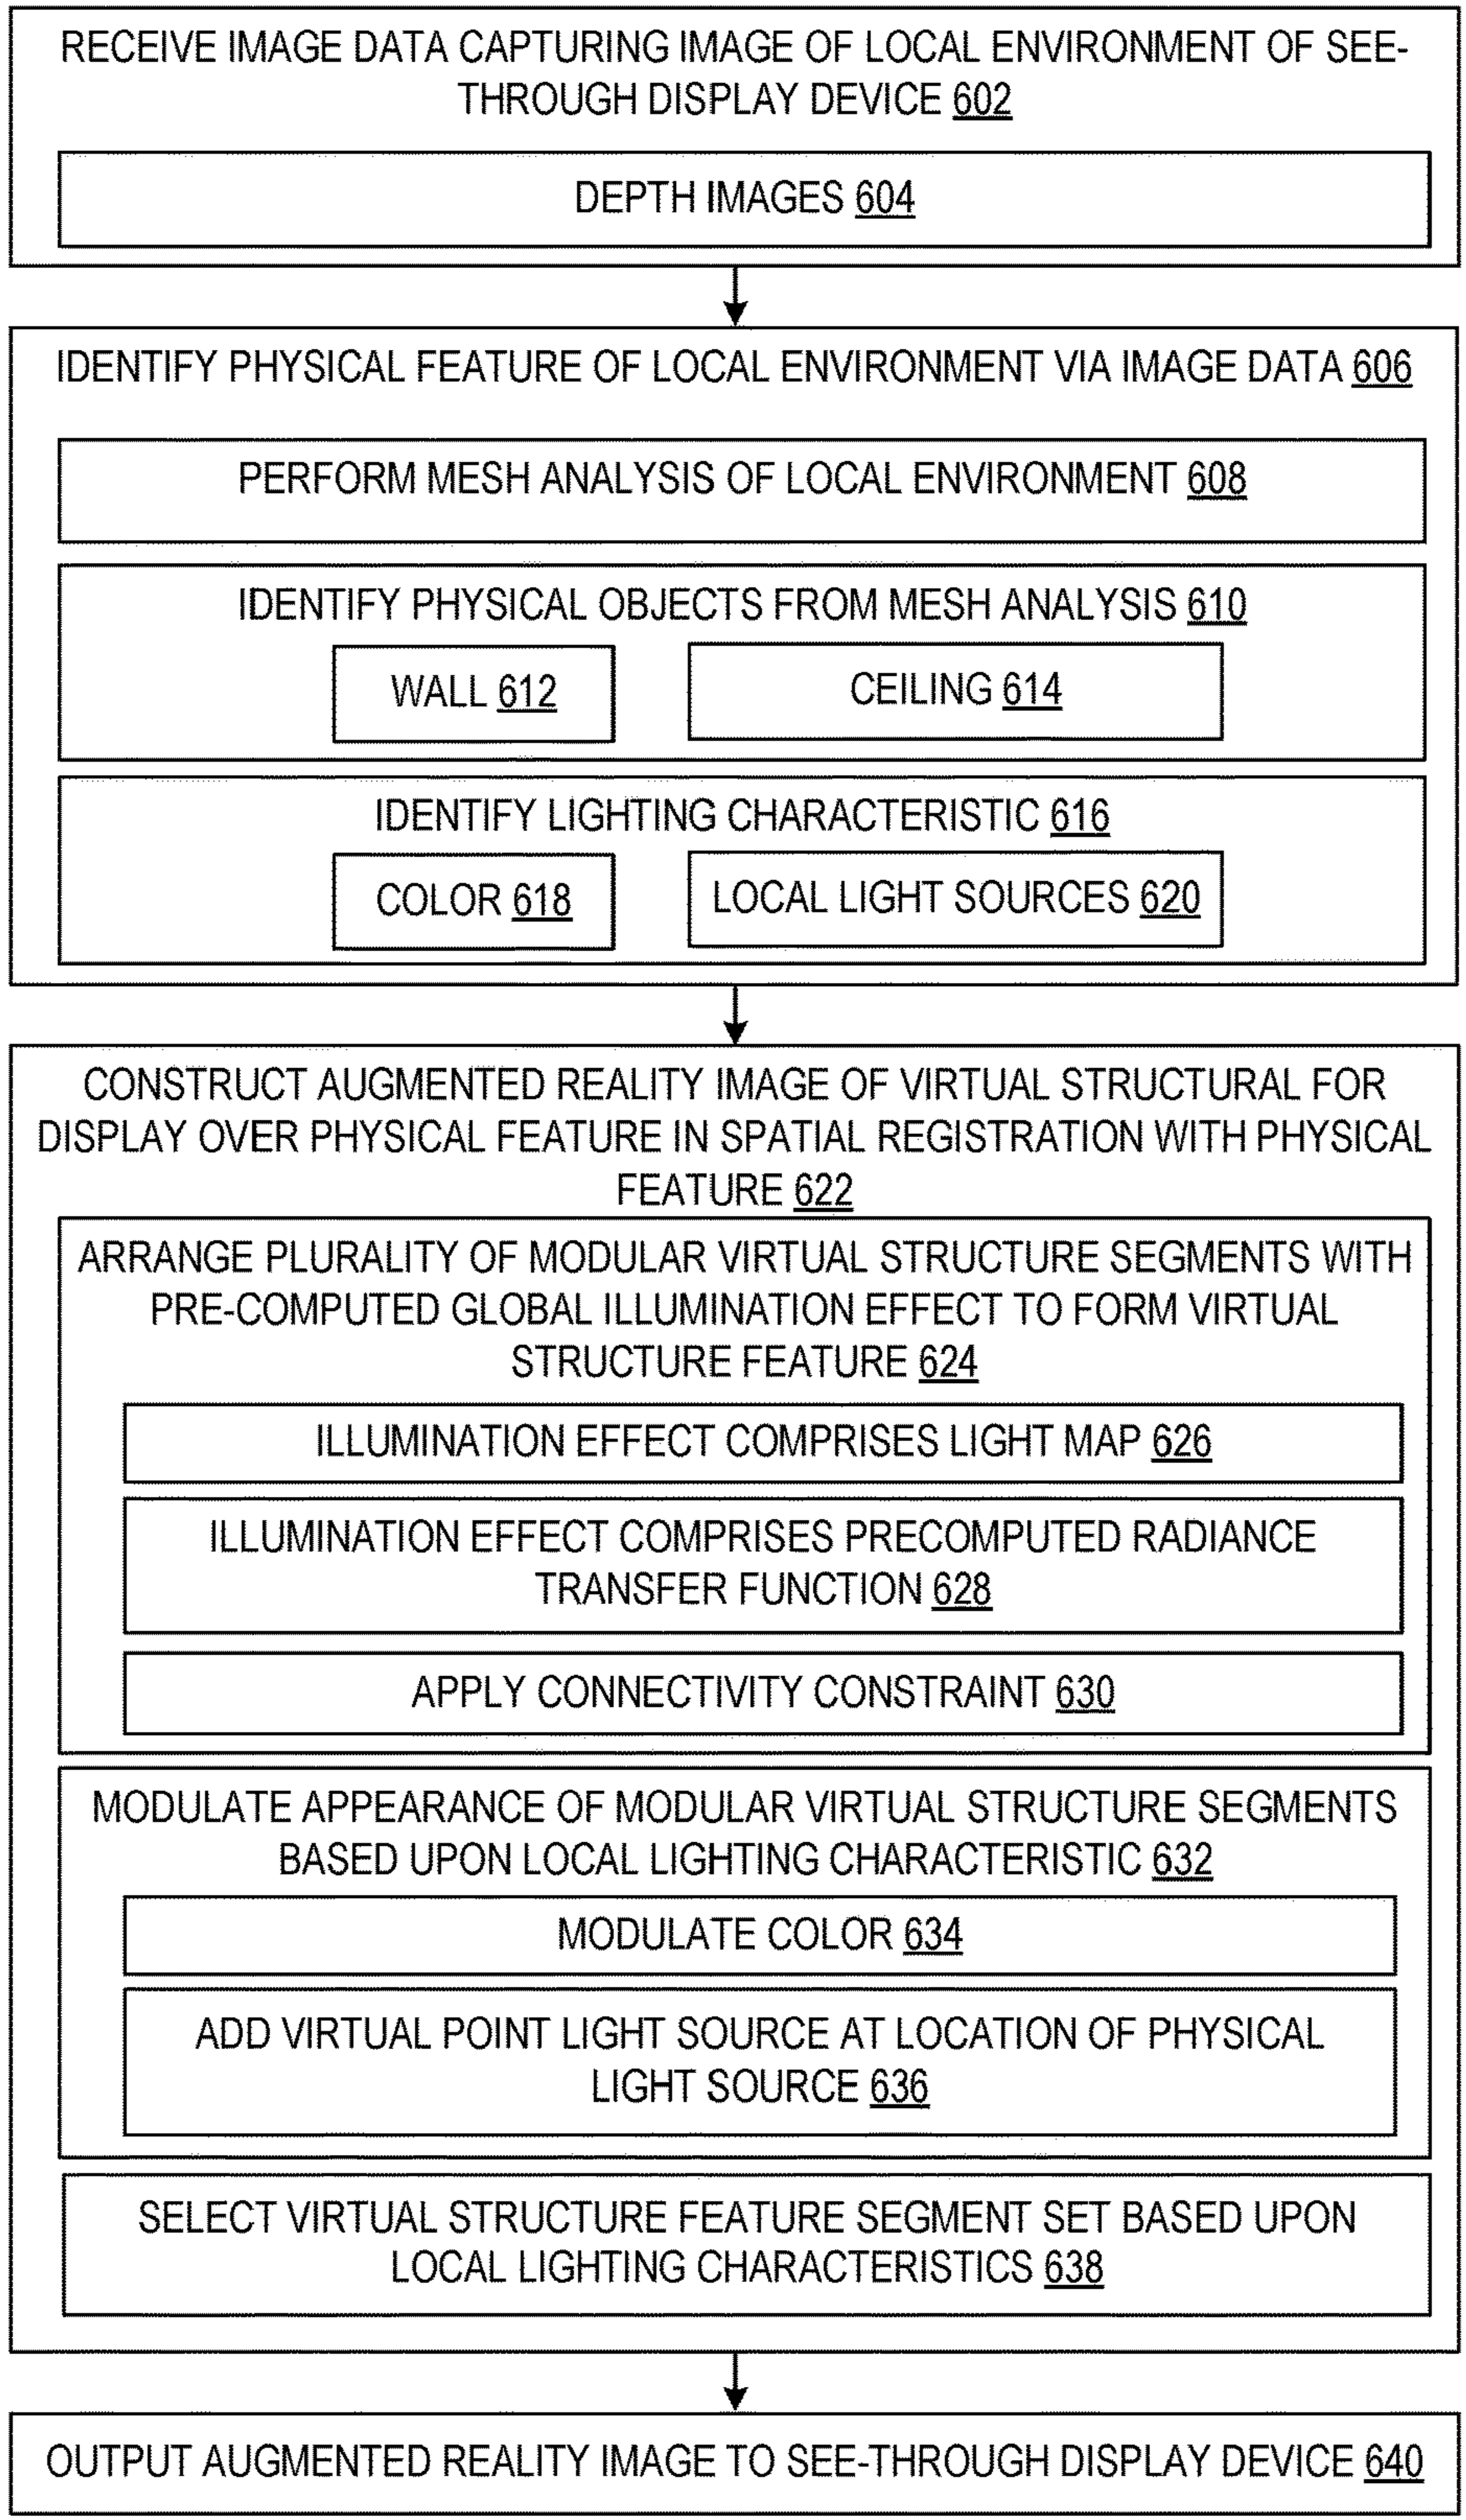 RECEIVE IMAGE DATA CAPTURING IMAGE OF LOCAL ENVIRONMENT OF SEE-
THROUGH DISPLAY DEVICE 602
DEPTH IMAGES 604
IDENTIFY PHYSICAL FEATURE OF LOCAL ENVIRONMENT VIA IMAGE DATA 606
PERFORM MESH ANALYSIS OF LOCAL ENVIRONMENT 608
IDENTIFY PHYSICAL OBJECTS FROM MESH ANALYSIS 610
WALL 612
CEILING 614
IDENTIFY LIGHTING CHARACTERISTIC 616
COLOR 618
LOCAL LIGHT SOURCES 620
CONSTRUCT AUGMENTED REALITY IMAGE OF VIRTUAL STRUCTURAL FOR
DISPLAY OVER PHYSICAL FEATURE IN SPATIAL REGISTRATION WITH PHYSICAL
FEATURE 622
ARRANGE PLURALITY OF MODULAR VIRTUAL STRUCTURE SEGMENTS WITH
PRE-COMPUTED GLOBAL ILLUMINATION EFFECT TO FORM VIRTUAL
STRUCTURE FEATURE 624
ILLUMINATION EFFECT COMPRISES LIGHT MAP 626
ILLUMINATION EFFECT COMPRISES PRECOMPUTED RADIANCE
TRANSFER FUNCTION 628
APPLY CONNECTIVITY CONSTRAINT 630
MODULATE APPEARANCE OF MODULAR VIRTUAL STRUCTURE SEGMENTS
BASED UPON LOCAL LIGHTING CHARACTERISTIC 632
MODULATE COLOR 634
ADD VIRTUAL POINT LIGHT SOURCE AT LOCATION OF PHYSICAL
LIGHT SOURCE 636
SELECT VIRTUAL STRUCTURE FEATURE SEGMENT SET BASED UPON
LOCAL LIGHTING CHARACTERISTICS 638
OUTPUT AUGMENTED REALITY IMAGE TO SEE-THROUGH DISPLAY DEVICE 640